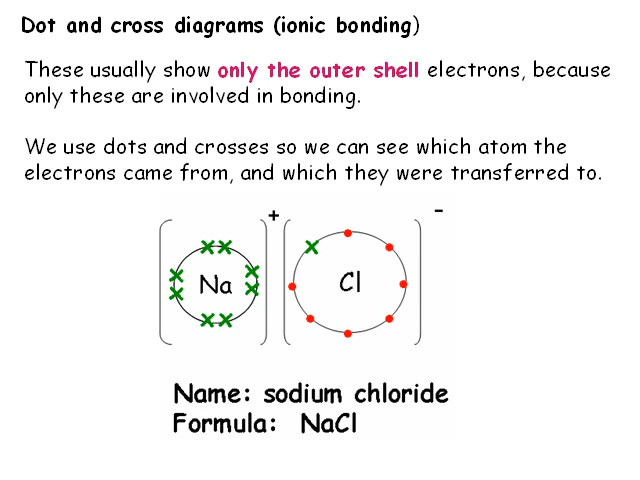 Dot and cross diagrams (ionic bonding)
These usually show only the outer shell electrons, because
only these are involved in bonding.
We use dots and crosses so we can see which atom the
electrons came from, and which they were transferred to.
+
-
Na
Cl
Name: sodium chloride
Formula: NaCl